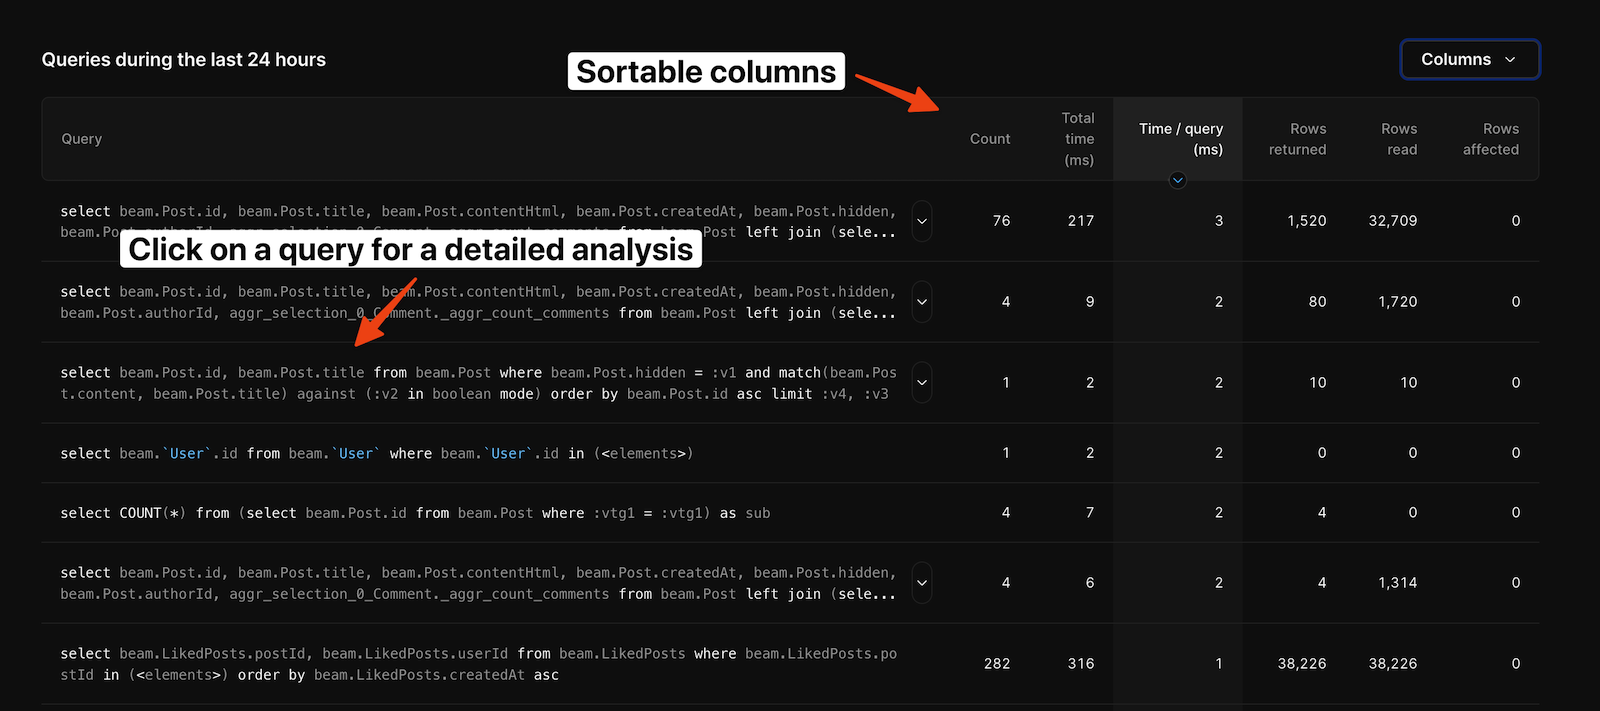 Queries during the last 24 hours
Sortable columns
Columns
Query
Count
Total
time
(ms)
Time / query
(ms)
Rows
returned
Rows
read
Rows
affected
select beam.Post.id, beam.Post.title, beam.Post.contentHtml, beam.Post.createdAt, beam.Post.hidden,
beam.Post.authorId, aggr_selection_0_Comment._aggr_count_comments from beam.Post left join (sele...
76 217 3 1,520 32,709 0
Click on a query for a detailed analysis
select beam.Post.id, beam.Post.title, beam.Post.contentHtml, beam.Post.createdAt, beam.Post.hidden,
beam.Post.authorId, aggr_selection_0_Comment._aggr_count_comments from beam.Post left join (sele...
4 9 2 80 1,720 0
select beam.Post.id, beam.Post.title from beam.Post where beam.Post.hidden = :v1 and match(beam.Pos
t.content, beam.Post.title) against (:v2 in boolean mode) order by beam.Post.id asc limit :v4, :v3
1 2 2 10 10 0
select beam.`User`.id from beam.`User` where beam.`User`.id in (<elements>)
1 2 2 0 0 0
select COUNT(*) from (select beam.Post.id from beam.Post where :vtg1 = :vtg1) as sub
4 7 2 4 0 0
select beam.Post.id, beam.Post.title, beam.Post.contentHtml, beam.Post.createdAt, beam.Post.hidden,
beam.Post.authorId, aggr_selection_0_Comment._aggr_count_comments from beam.Post left join (sele...
4 6 2 4 1,314 0
select beam.LikedPosts.postId, beam.LikedPosts.userId from beam.LikedPosts where beam.LikedPosts.po
stId in (<elements>) order by beam.LikedPosts.createdAt asc
282 316 1 38,226 38,226 0